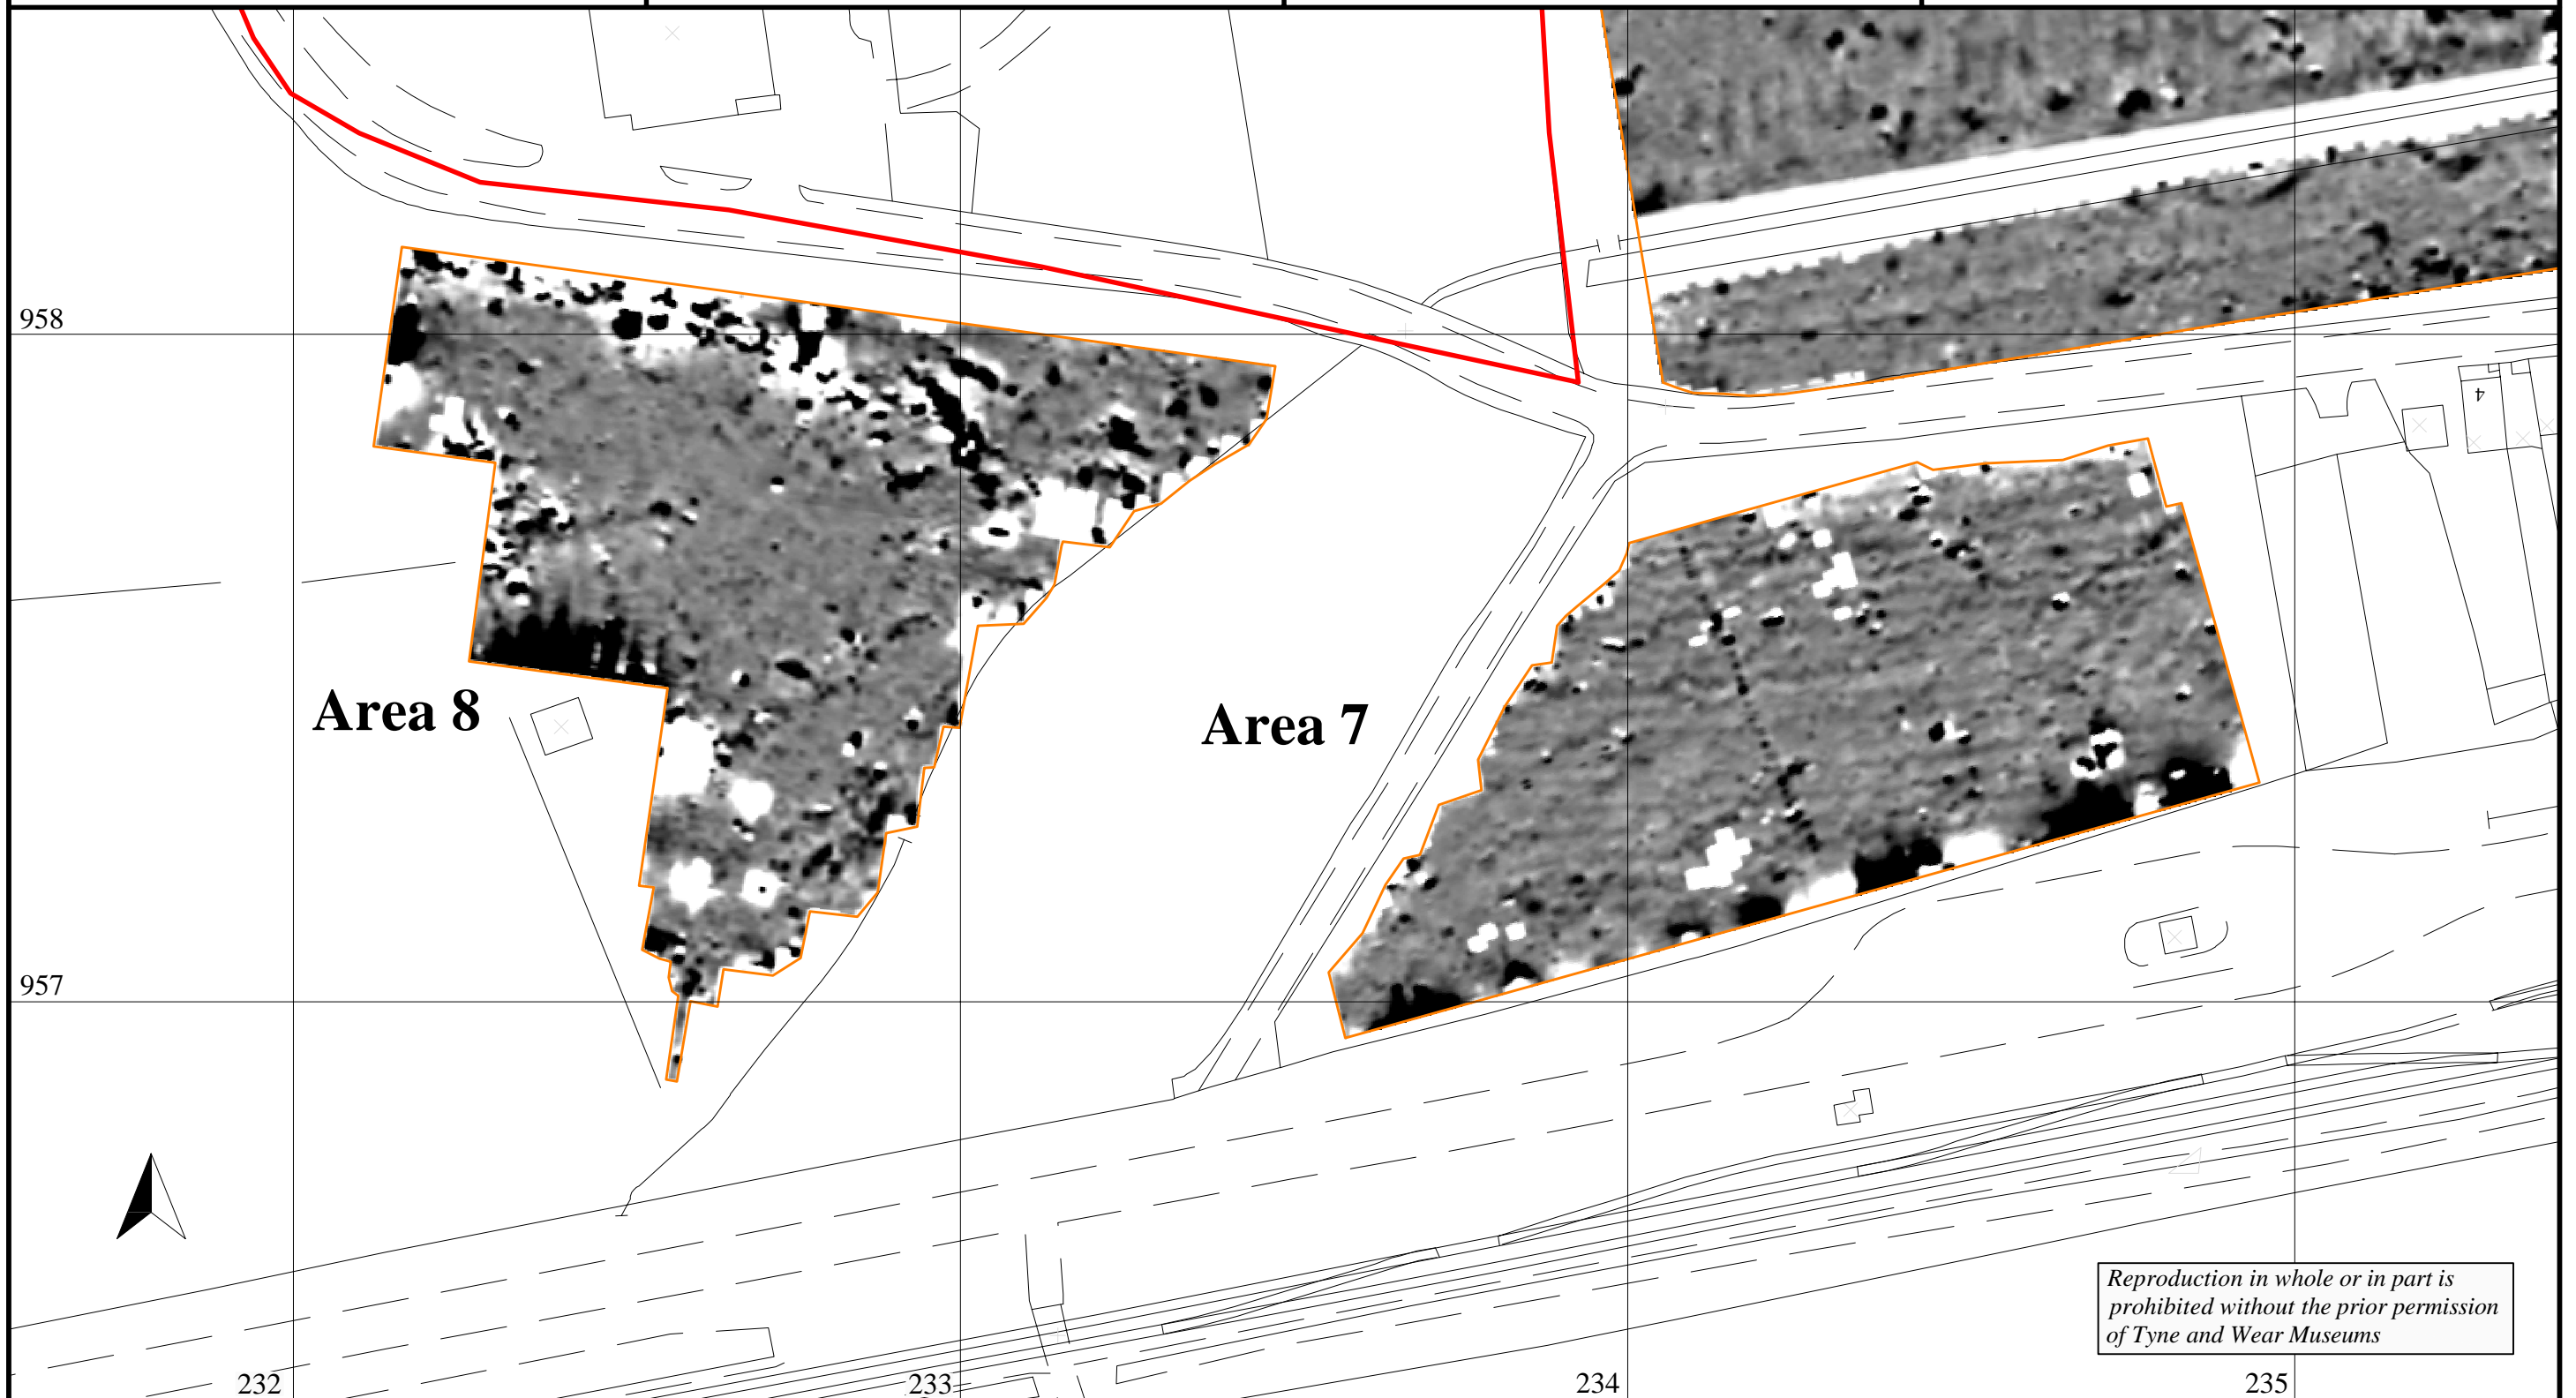 958
4
Area 8
Area 7
957
Reproduction in whole or in part is
prohibited without the prior permission
of Tyne and Wear Museums
232
233
234
235